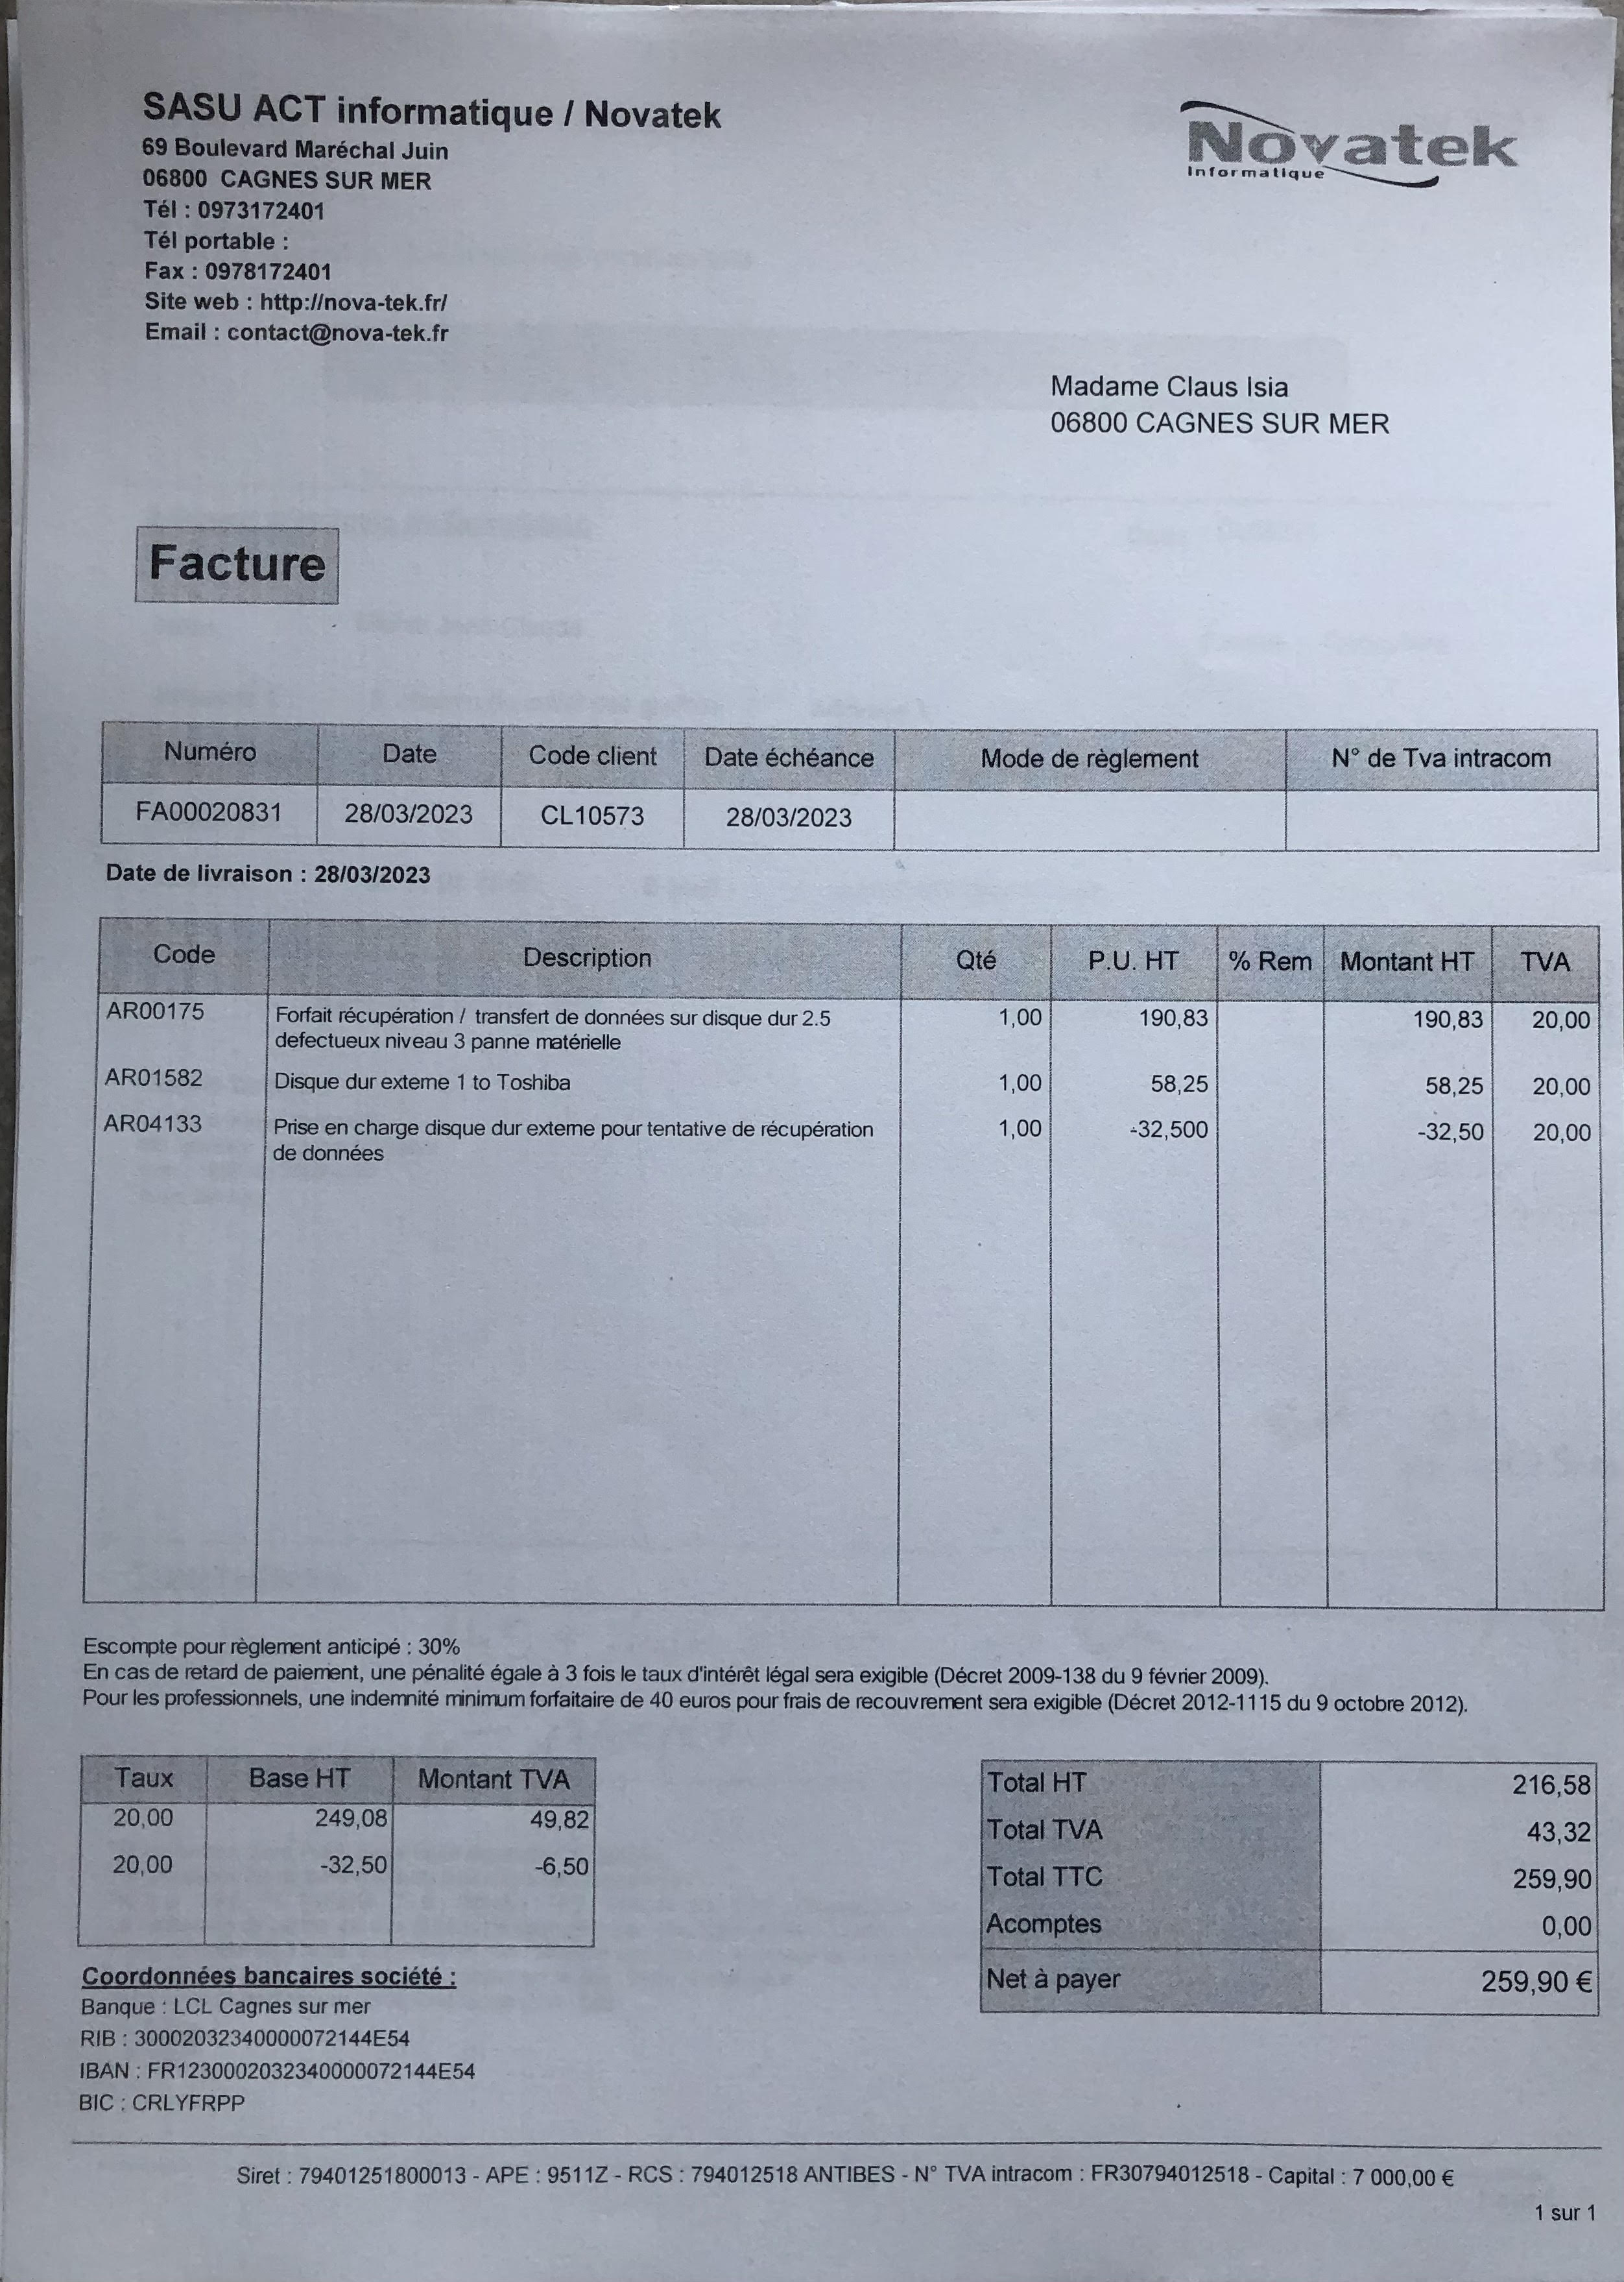 SASU ACT informatique / Novatek
69 Boulevard Maréchal Juin
06800 CAGNES SUR MER
Tél : 0973172401
Tél portable :
Fax : 0978172401
Site web : http://nova-tek.fr/
Email : contact@nova-tek.fr
Novatek
Informatique
Madame Claus Isia
06800 CAGNES SUR MER
Facture
Numéro Date Code client Date échéance Mode de règlement N° de Tva intracom
FA00020831 28/03/2023 CL10573 28/03/2023
Date de livraison : 28/03/2023
Code Description Qté P.U. HT % Rem Montant HT TVA
AR00175 Forfait récupération / transfert de données sur disque dur 2.5 1,00 190,83 190,83 20,00
defectueux niveau 3 panne matérielle
AR01582 Disque dur externe 1 to Toshiba 1,00 58,25 58,25 20,00
AR04133 Prise en charge disque dur externe pour tentative de récupération 1,00 -32,500 -32,50 20,00
de données
Escompte pour règlement anticipé : 30%
En cas de retard de paiement, une pénalité égale à 3 fois le taux d'intérêt légal sera exigible (Décret 2009-138 du 9 février 2009).
Pour les professionnels, une indemnité minimum forfaitaire de 40 euros pour frais de recouvrement sera exigible (Décret 2012-1115 du 9 octobre 2012).
Taux Base HT Montant TVA
20,00 249,08 49,82
20,00 -32,50 -6,50
Total HT 216,58
Total TVA 43,32
Total TTC 259,90
Acomptes 0,00
Net à payer 259,90 €
Coordonnées bancaires société :
Banque : LCL Cagnes sur mer
RIB : 30002032340000072144E54
IBAN : FR1230002032340000072144E54
BIC : CRLYFRPP
Siret : 79401251800013 - APE : 9511Z - RCS : 794012518 ANTIBES - N° TVA intracom : FR30794012518 - Capital : 7 000,00 €
1 sur 1